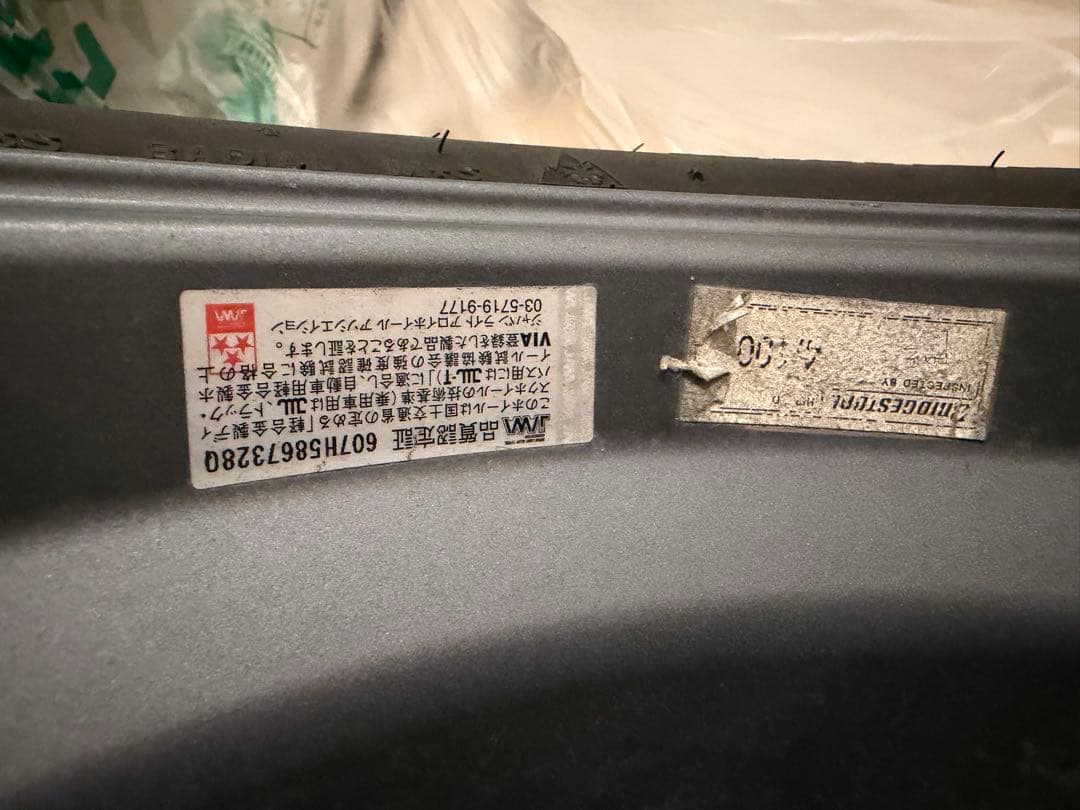 JAWA 品質認定証 607H5867328Q
このホイールは国土交通省の定める「軽合金製ディ
スクホイールの技術基準(乗用車用はJWL、トラック・
バス用にはJWL-T)」に適合し、自動車用軽合金製ホ
イール試験協議会の強度確認試験に合格の上
VIA登録をした製品であることを証します。
ジャパン ライト アロイホイール アソシエイション
03-5719-9177
JAWA
BRIDGESTONE
INSPECTED BY